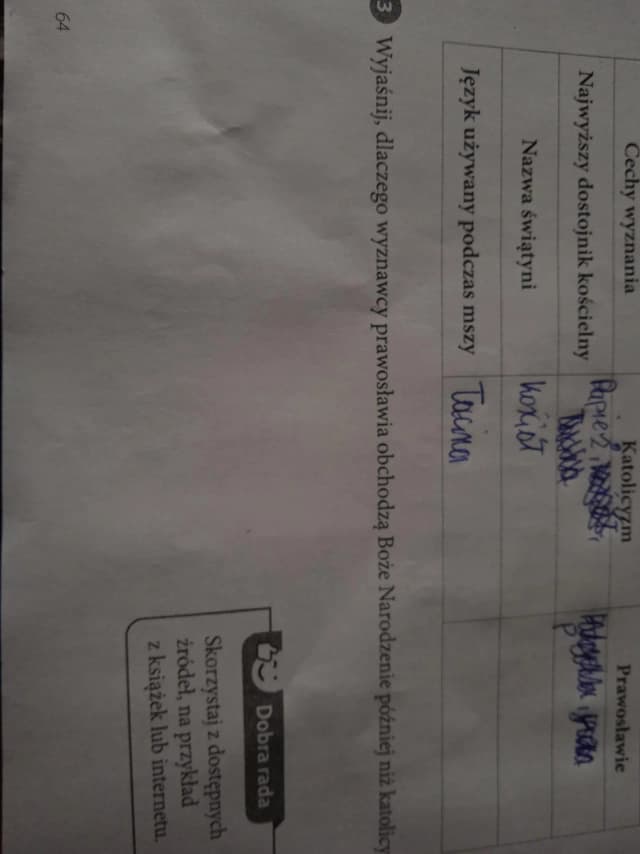 Cechy wyznania Katolicyzm Prawosławie
Najwyższy dostojnik kościelny Papież,
Nazwa świątyni kościół
Język używany podczas mszy Łacina
3 Wyjaśnij, dlaczego wyznawcy prawosławia obchodzą Boże Narodzenie później niż katolicy
Dobra rada
Skorzystaj z dostępnych
źródeł, na przykład
z książek lub internetu.
64